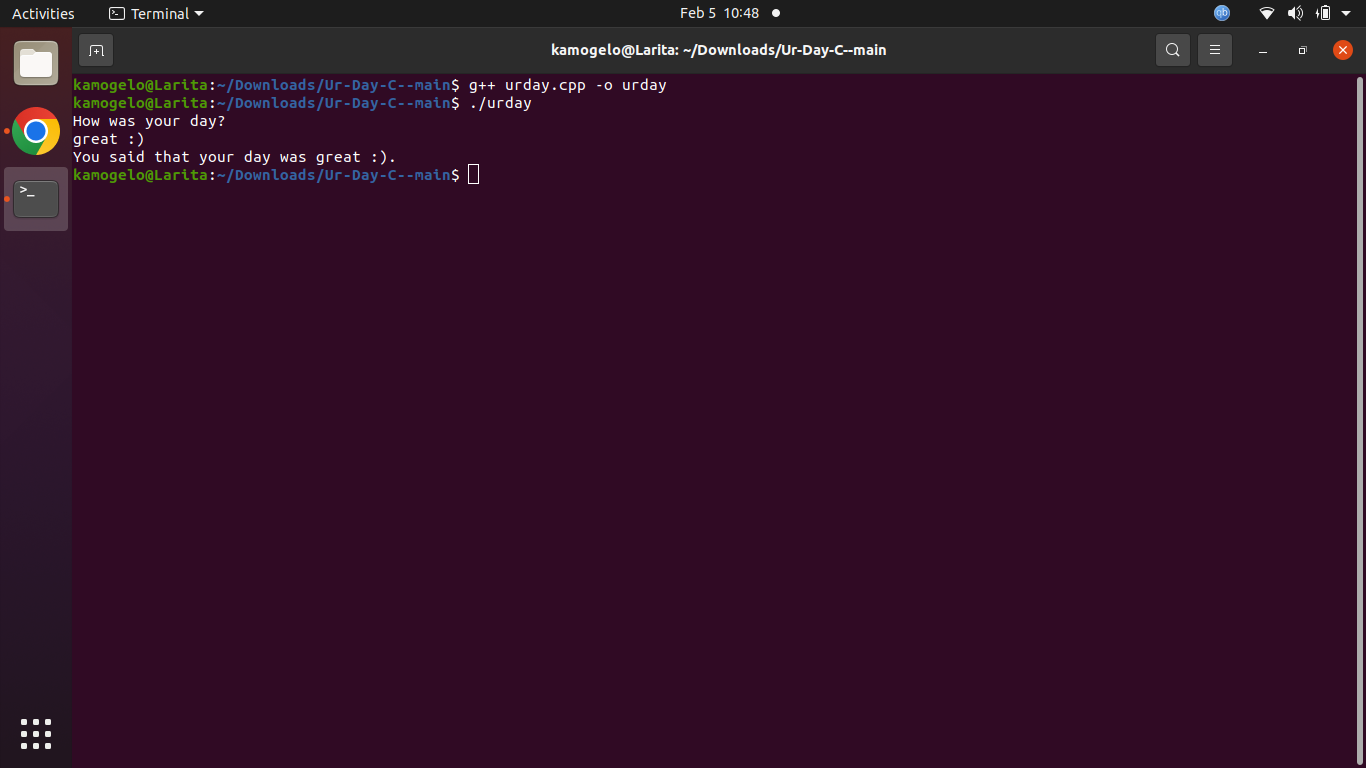 Activities Terminal Feb 5 10:48 qb
kamogelo@Larita: ~/Downloads/Ur-Day-C--main
kamogelo@Larita:~/Downloads/Ur-Day-C--main$ g++ urday.cpp -o urday
kamogelo@Larita:~/Downloads/Ur-Day-C--main$ ./urday
How was your day?
great :)
You said that your day was great :).
kamogelo@Larita:~/Downloads/Ur-Day-C--main$
>_